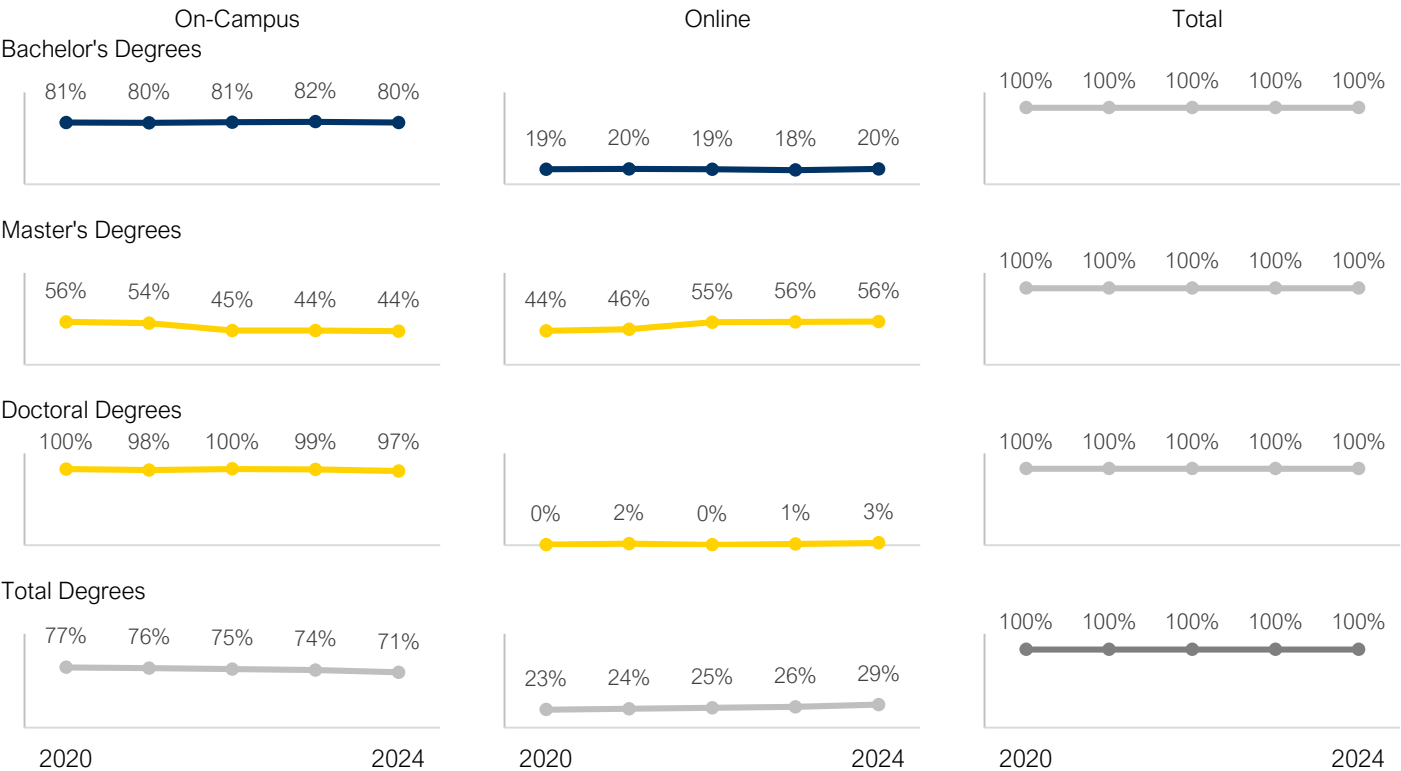 On-Campus Online Total
Bachelor's Degrees
81% 80% 81% 82% 80%
19% 20% 19% 18% 20%
100% 100% 100% 100% 100%
Master's Degrees
56% 54% 45% 44% 44%
44% 46% 55% 56% 56%
100% 100% 100% 100% 100%
Doctoral Degrees
100% 98% 100% 99% 97%
0% 2% 0% 1% 3%
100% 100% 100% 100% 100%
Total Degrees
77% 76% 75% 74% 71%
23% 24% 25% 26% 29%
100% 100% 100% 100% 100%
2020 2024 2020 2024 2020 2024